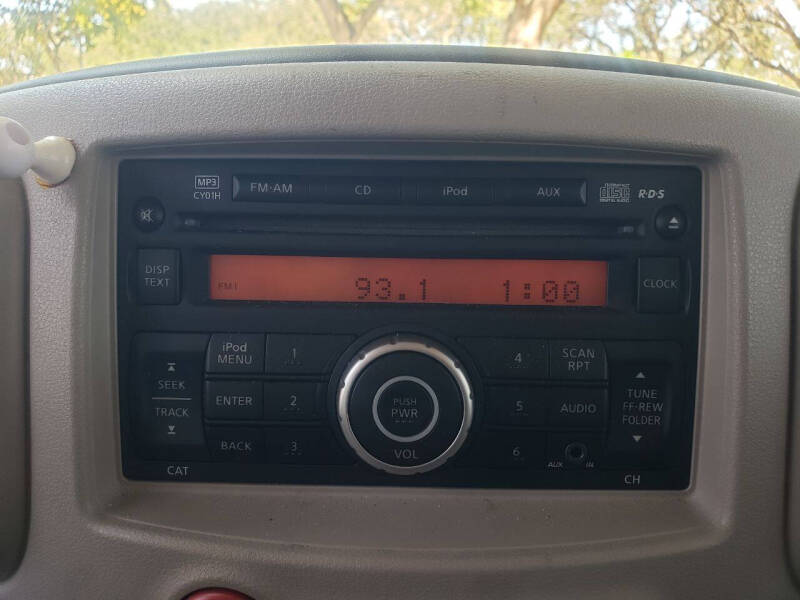 MP3
CY01H
FM·AM CD iPod AUX
COMPACT
disc
DIGITAL AUDIO
R·D·S
DISP
TEXT
FM1 93.1 1:00
CLOCK
SEEK
TRACK
CAT
iPod
MENU
1
ENTER
2
BACK
3
PUSH
PWR
VOL
4
SCAN
RPT
5
AUDIO
6
AUX IN
TUNE
FF·REW
FOLDER
CH